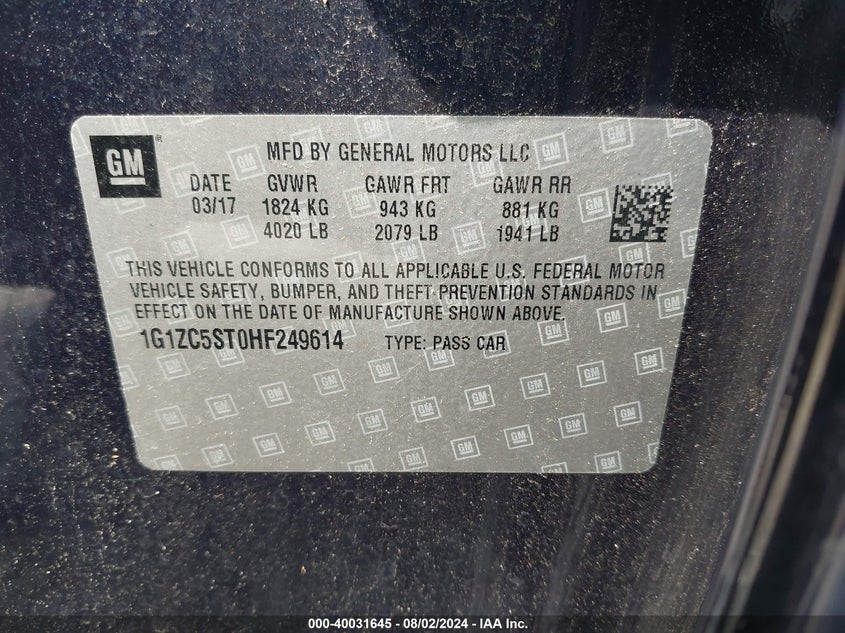 GM
MFD BY GENERAL MOTORS LLC
DATE GVWR GAWR FRT GAWR RR
03/17 1824 KG 943 KG 881 KG
4020 LB 2079 LB 1941 LB
THIS VEHICLE CONFORMS TO ALL APPLICABLE U.S. FEDERAL MOTOR
VEHICLE SAFETY, BUMPER, AND THEFT PREVENTION STANDARDS IN
EFFECT ON THE DATE OF MANUFACTURE SHOWN ABOVE.
1G1ZC5ST0HF249614 TYPE: PASS CAR
000-40031645 - 08/02/2024 - IAA Inc.